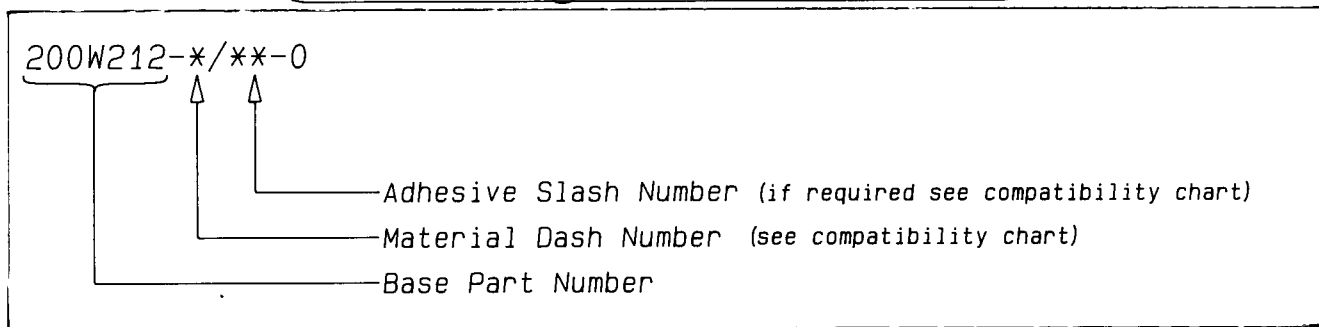 200W212-*/**-0
Adhesive Slash Number (if required see compatibility chart)
Material Dash Number (see compatibility chart)
Base Part Number